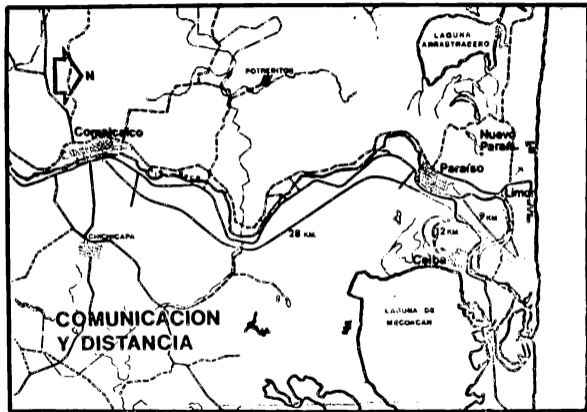 LAGUNA
ARRASTRADERO
N
POTRERITOS
Comalcalco
Nuevo
Paraíso
Limón
9 KM.
CHICHICAPA
28 KM.
2 KM.
Ceiba
COMUNICACION
Y DISTANCIA
LAGUNA DE
MECOACAN